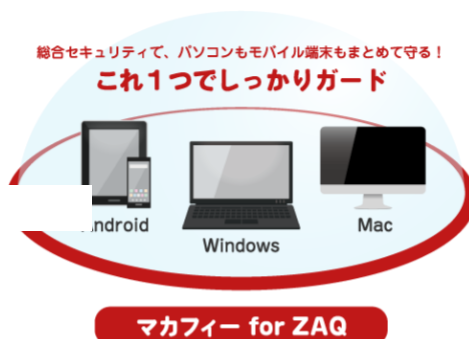 総合セキュリティで、パソコンもモバイル端末もまとめて守る!
これ1つでしっかりガード
ndroid
Windows
Mac
マカフィー for ZAQ